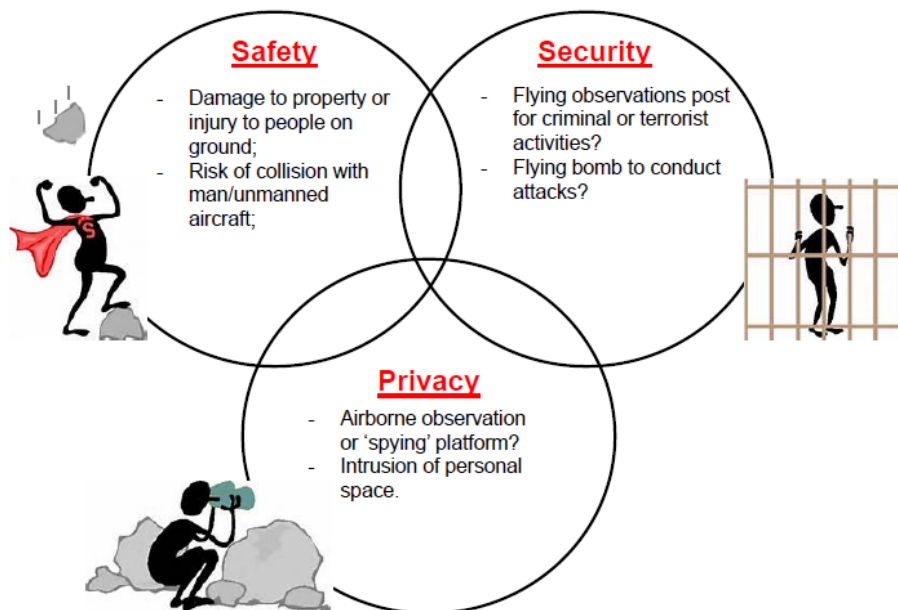 Safety
- Damage to property or
injury to people on
ground;
- Risk of collision with
man/unmanned
aircraft;
Security
- Flying observations post
for criminal or terrorist
activities?
- Flying bomb to conduct
attacks?
S
Privacy
- Airborne observation
or ‘spying’ platform?
- Intrusion of personal
space.